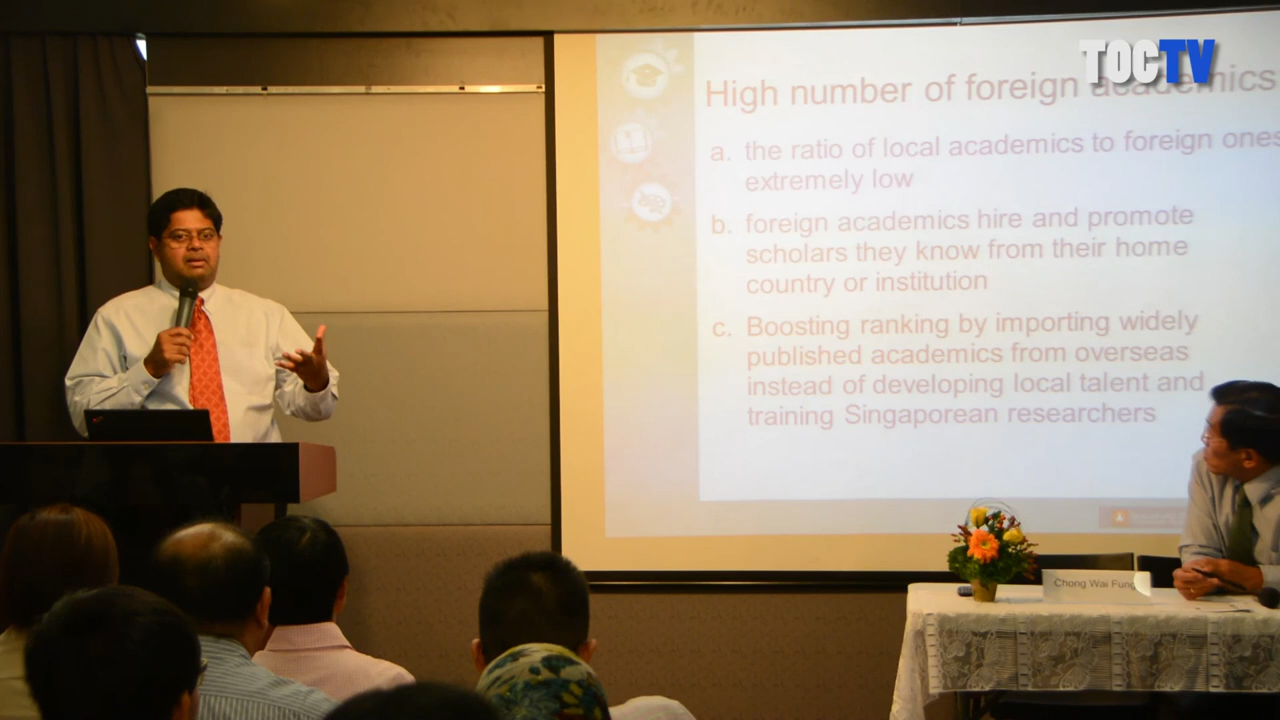 TOCTV
High number of foreign academics
a. the ratio of local academics to foreign ones
extremely low
b. foreign academics hire and promote
scholars they know from their home
country or institution
c. Boosting ranking by importing widely
published academics from overseas
instead of developing local talent and
training Singaporean researchers
Chong Wai Fung